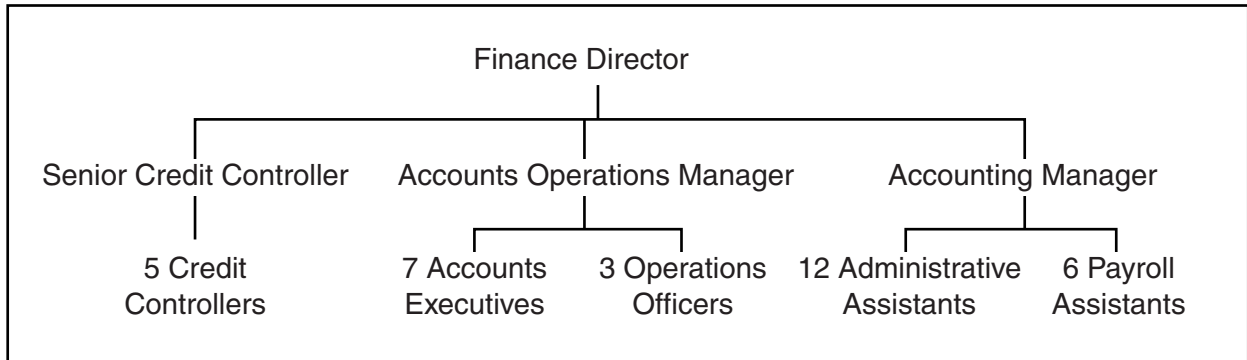 Finance Director
Senior Credit Controller
Accounts Operations Manager
Accounting Manager
5 Credit
Controllers
7 Accounts
Executives
3 Operations
Officers
12 Administrative
Assistants
6 Payroll
Assistants